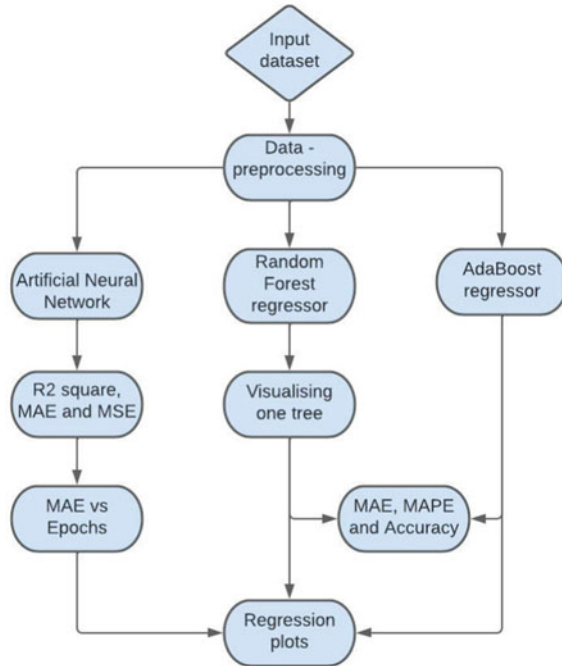 Input
dataset
Data -
preprocessing
Artificial Neural
Network
Random
Forest
regressor
AdaBoost
regressor
R2 square,
MAE and MSE
Visualising
one tree
MAE vs
Epochs
MAE, MAPE
and Accuracy
Regression
plots